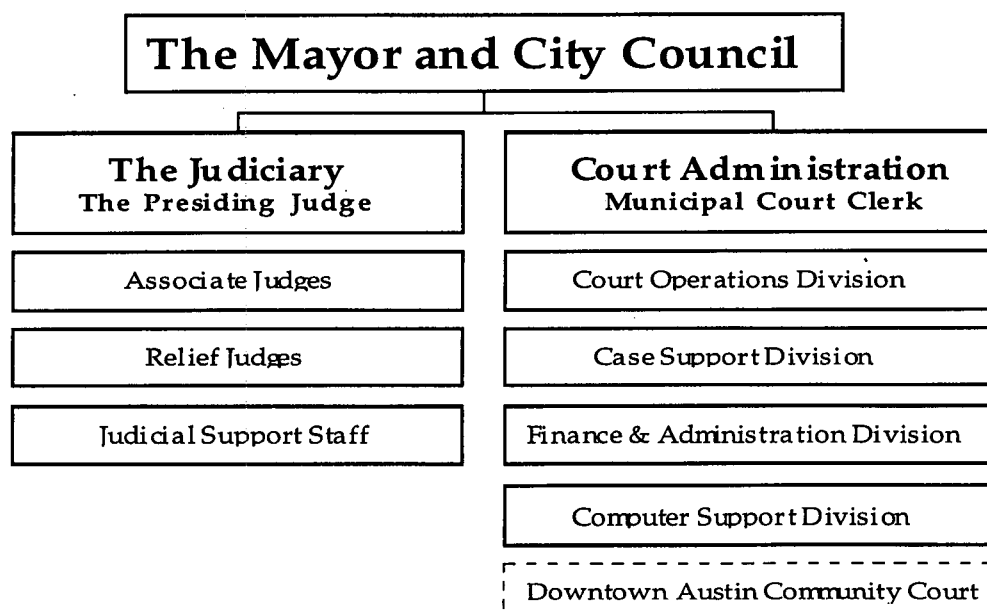 The Mayor and City Council
The Judiciary
The Presiding Judge
Associate Judges
Relief Judges
Judicial Support Staff
Court Administration
Municipal Court Clerk
Court Operations Division
Case Support Division
Finance & Administration Division
Computer Support Division
Downtown Austin Community Court